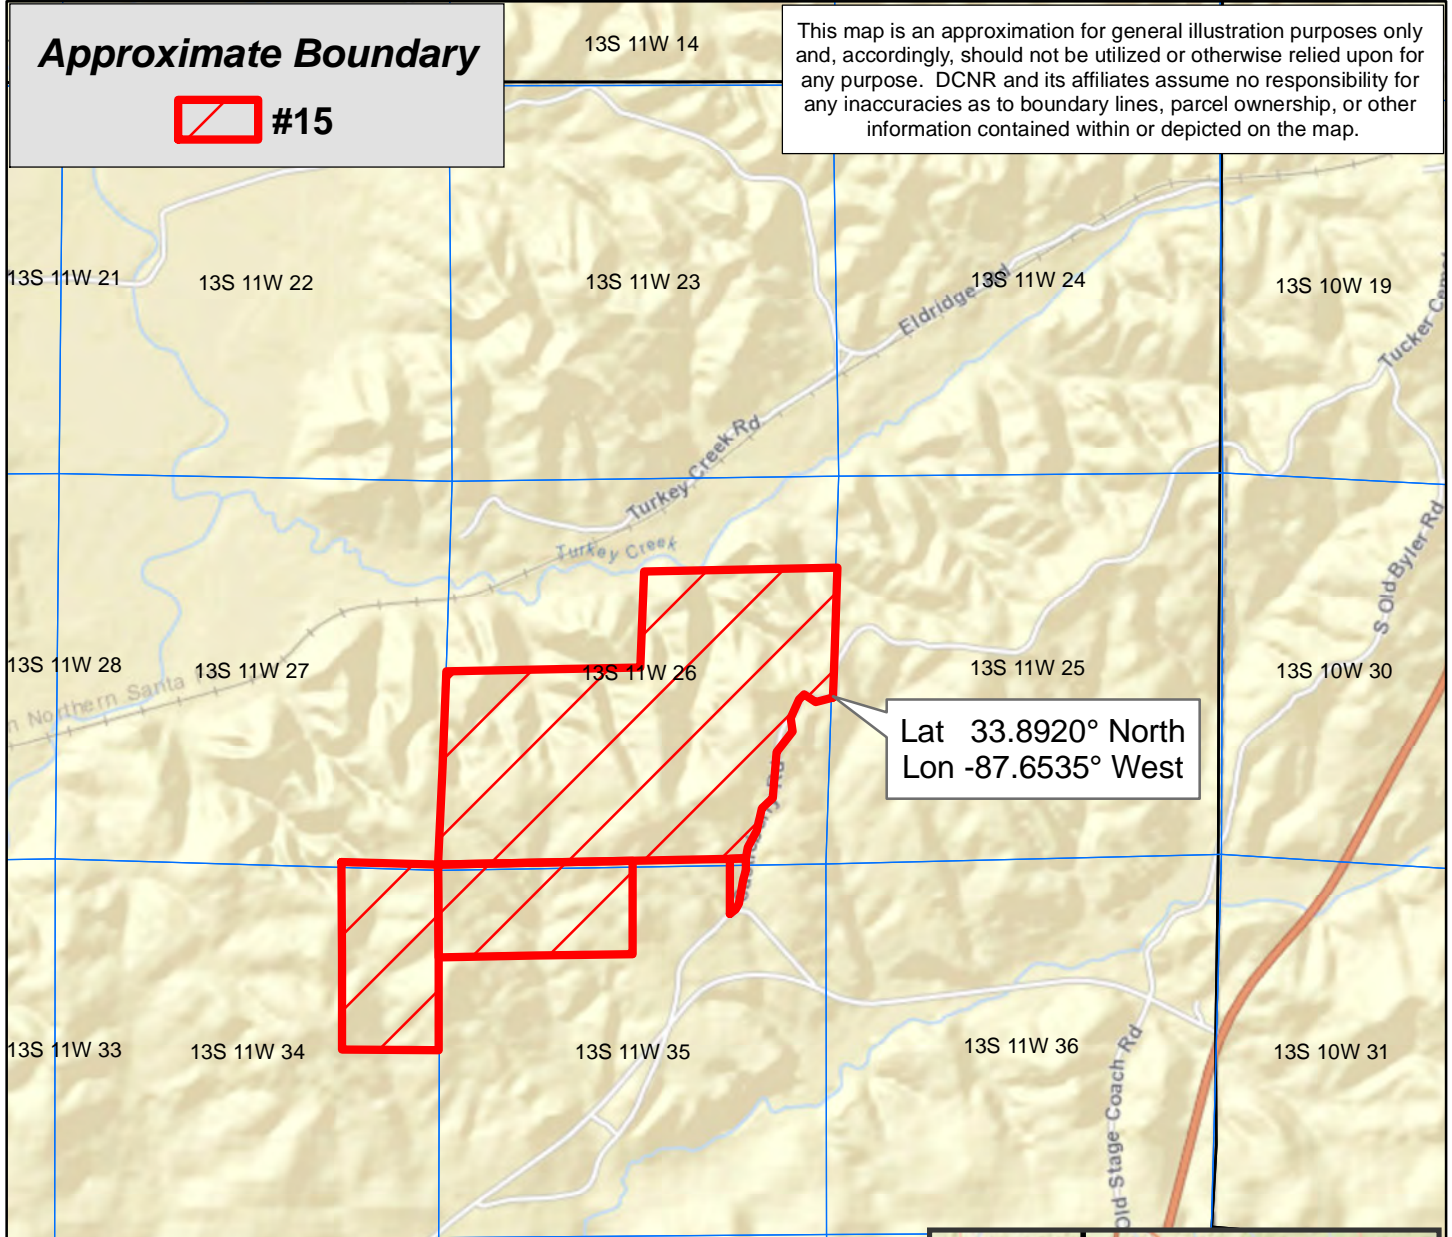 Approximate Boundary
#15
13S 11W 14
This map is an approximation for general illustration purposes only
and, accordingly, should not be utilized or otherwise relied upon for
any purpose. DCNR and its affiliates assume no responsibility for
any inaccuracies as to boundary lines, parcel ownership, or other
information contained within or depicted on the map.
13S 11W 21
13S 11W 22
13S 11W 23
13S 11W 24
13S 10W 19
Eldridge Rd
Tucker
Turkey Creek Rd
Turkey Creek
S Old Byler Rd
13S 11W 28
13S 11W 27
13S 11W 26
13S 11W 25
13S 10W 30
n Northern Santa
Lat 33.8920° North
Lon -87.6535° West
Rd
13S 11W 33
13S 11W 34
13S 11W 35
13S 11W 36
13S 10W 31
Old Stage Coach Rd